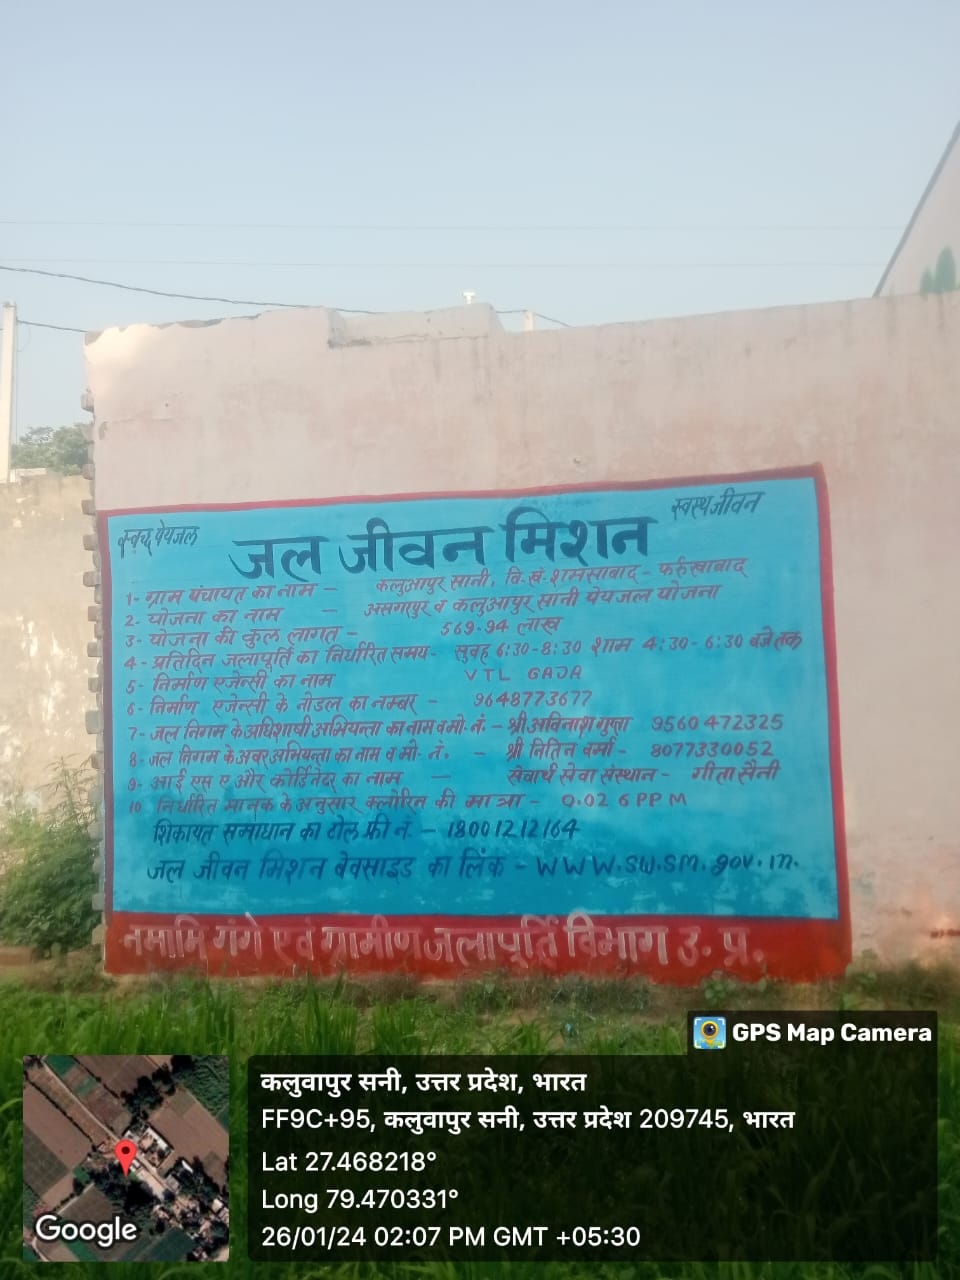 स्वच्छ पेयजल
स्वस्थ जीवन
जल जीवन मिशन
1- ग्राम पंचायत का नाम - कलुआपुर सानी, वि.खं. शमसाबाद - फर्रुखाबाद
2- योजना का नाम - असगरपुर व कलुआपुर सानी पेयजल योजना
3- योजना की कुल लागत - 569.94 लाख
4- प्रतिदिन जलापूर्ति का निर्धारित समय- सुवह 6:30-8:30 शाम 4:30-6:30 बजे तक
5- निर्माण एजेन्सी का नाम VTL GAJA
6- निर्माण एजेन्सी के नोडल का नम्बर - 9648773677
7- जल निगम के अधिशाषी अभियन्ता का नाम व मो. नं. - श्री अविनाश गुप्ता 9560472325
8- जल निगम के अवर अभियन्ता का नाम व मो. नं. - श्री नितिन वर्मा - 8077330052
9- आई एस ए और कोर्डिनेटर का नाम - सेवार्थ सेवा संस्थान - गीता सैनी
10 निर्धारित मानक के अनुसार क्लोरिन की मात्रा - 0.026 PPM
शिकायत समाधान का टोल फ्री नं. - 18001212164
जल जीवन मिशन वेवसाइड का लिंक - WWW.SW.SM.gov.in.
नमामि गंगे एवं ग्रामीण जलापूर्ति विभाग उ. प्र.
GPS Map Camera
कलुवापुर सनी, उत्तर प्रदेश, भारत
FF9C+95, कलुवापुर सनी, उत्तर प्रदेश 209745, भारत
Lat 27.468218°
Long 79.470331°
26/01/24 02:07 PM GMT +05:30
Google